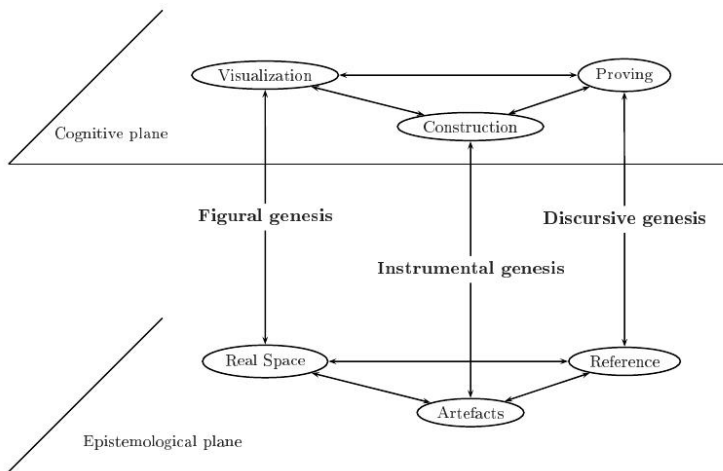 Visualization
Proving
Construction
Cognitive plane
Figural genesis
Discursive genesis
Instrumental genesis
Real Space
Reference
Artefacts
Epistemological plane